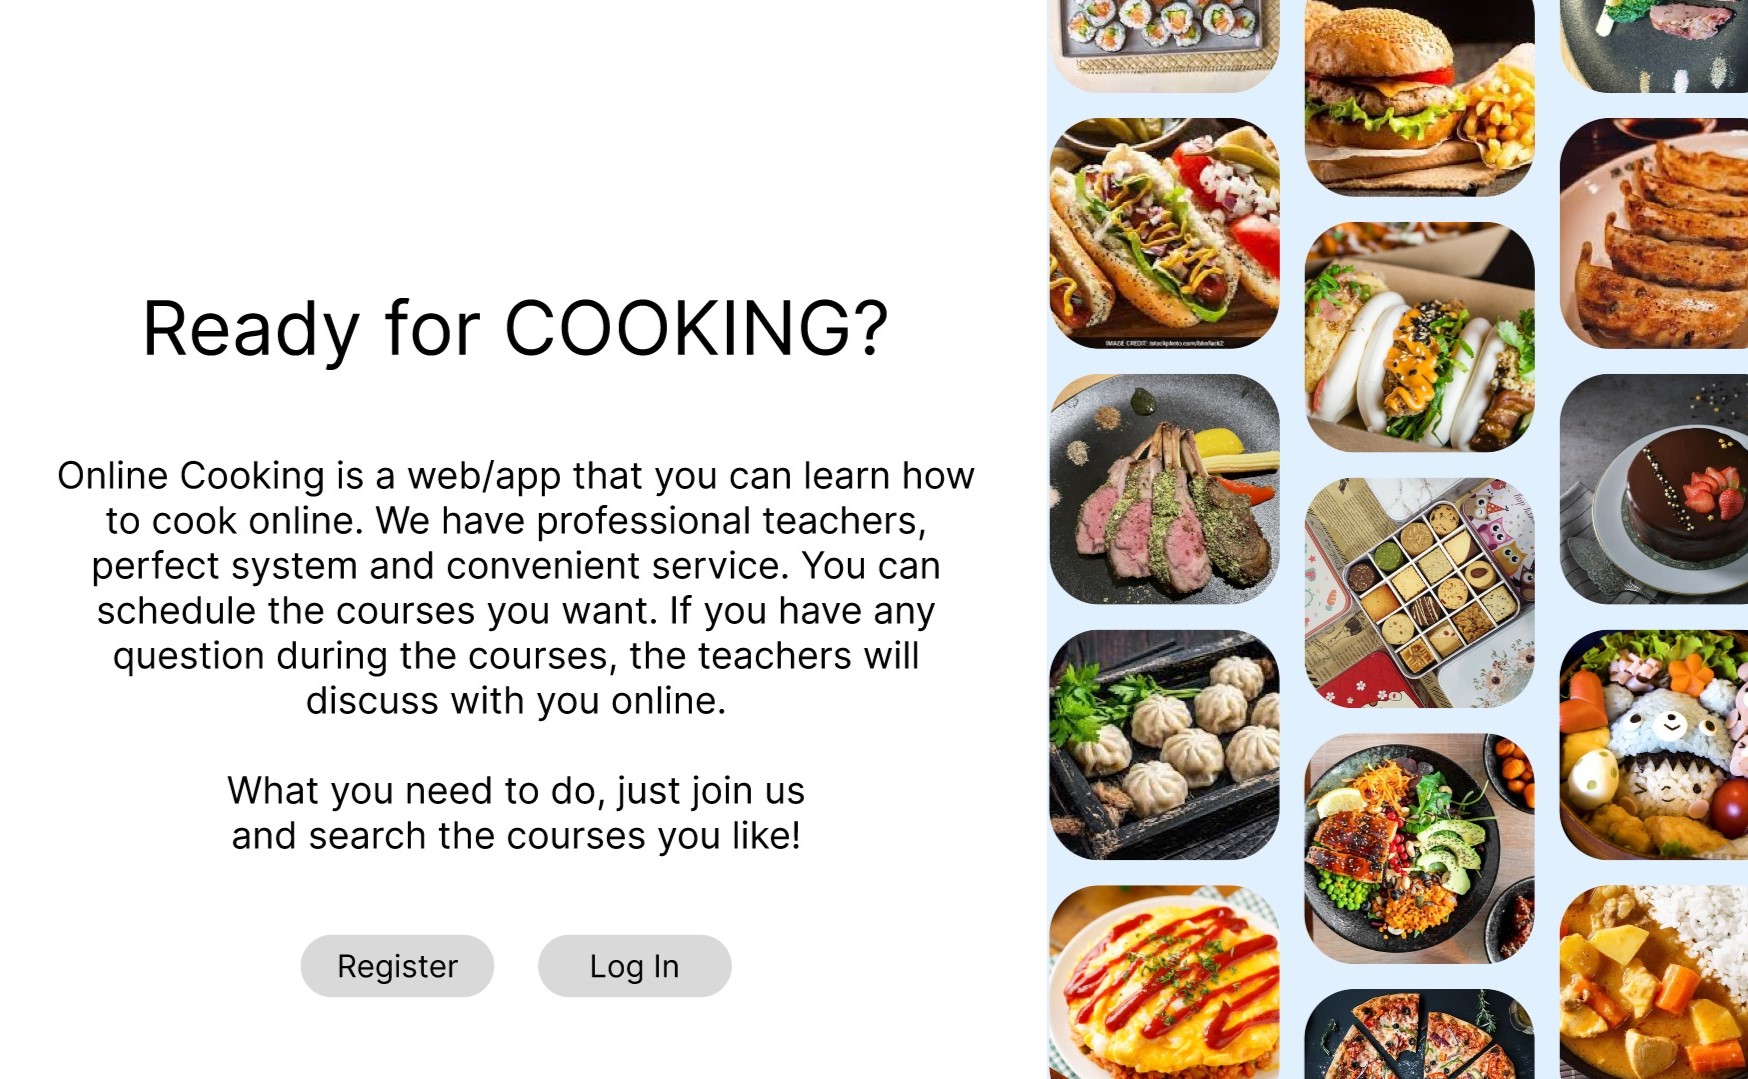 Ready for COOKING?
Online Cooking is a web/app that you can learn how
to cook online. We have professional teachers,
perfect system and convenient service. You can
schedule the courses you want. If you have any
question during the courses, the teachers will
discuss with you online.
What you need to do, just join us
and search the courses you like!
Register
Log In